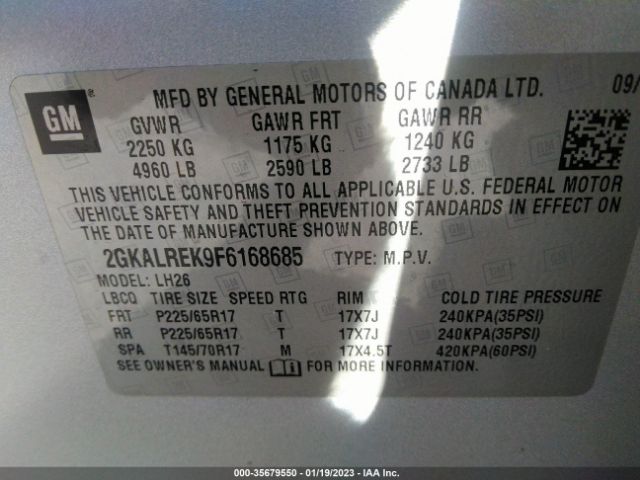 GM ®
MFD BY GENERAL MOTORS OF CANADA LTD. 09/
GVWR GAWR FRT GAWR RR
2250 KG 1175 KG 1240 KG
4960 LB 2590 LB 2733 LB
THIS VEHICLE CONFORMS TO ALL APPLICABLE U.S. FEDERAL MOTOR
VEHICLE SAFETY AND THEFT PREVENTION STANDARDS IN EFFECT ON
THE DATE OF MANUFACTURE SHOWN ABOVE.
2GKALREK9F6168685 TYPE: M.P.V.
MODEL: LH26
LBCQ TIRE SIZE SPEED RTG RIM COLD TIRE PRESSURE
FRT P225/65R17 T 17X7J 240KPA(35PSI)
RR P225/65R17 T 17X7J 240KPA(35PSI)
SPA T145/70R17 M 17X4.5T 420KPA(60PSI)
SEE OWNER'S MANUAL FOR MORE INFORMATION.
000-35679550 - 01/19/2023 - IAA Inc.